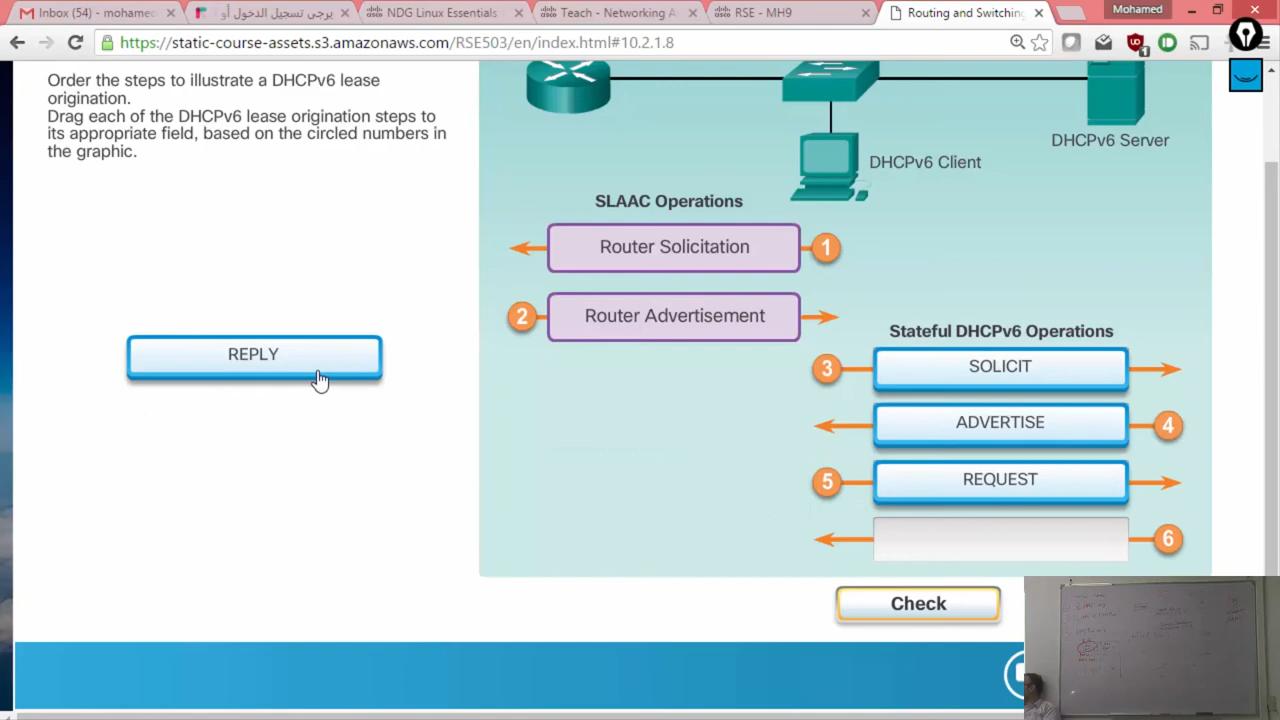 Inbox (54) - mohamed
يرجى تسجيل الدخول أو
NDG Linux Essentials
Teach - Networking A
RSE - MH9
Routing and Switching
Mohamed
https://static-course-assets.s3.amazonaws.com/RSE503/en/index.html#10.2.1.8
Order the steps to illustrate a DHCPv6 lease
origination.
Drag each of the DHCPv6 lease origination steps to
its appropriate field, based on the circled numbers in
the graphic.
DHCPv6 Server
DHCPv6 Client
SLAAC Operations
Router Solicitation
1
2
Router Advertisement
Stateful DHCPv6 Operations
REPLY
3
SOLICIT
ADVERTISE
4
5
REQUEST
6
Check